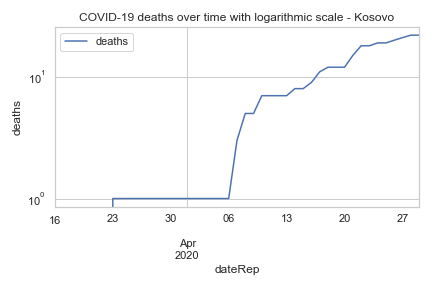 COVID-19 deaths over time with logarithmic scale - Kosovo
deaths
deaths
10¹
10⁰
16 23 30 06 13 20 27
Apr
2020
dateRep